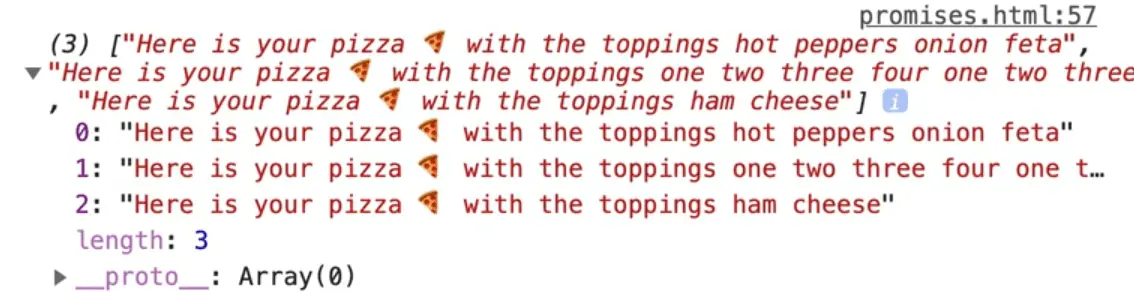 promises.html:57
(3) ["Here is your pizza 🍕 with the toppings hot peppers onion feta",
▼"Here is your pizza 🍕 with the toppings one two three four one two three
, "Here is your pizza 🍕 with the toppings ham cheese"] i
0: "Here is your pizza 🍕 with the toppings hot peppers onion feta"
1: "Here is your pizza 🍕 with the toppings one two three four one t…
2: "Here is your pizza 🍕 with the toppings ham cheese"
length: 3
▶ __proto__: Array(0)